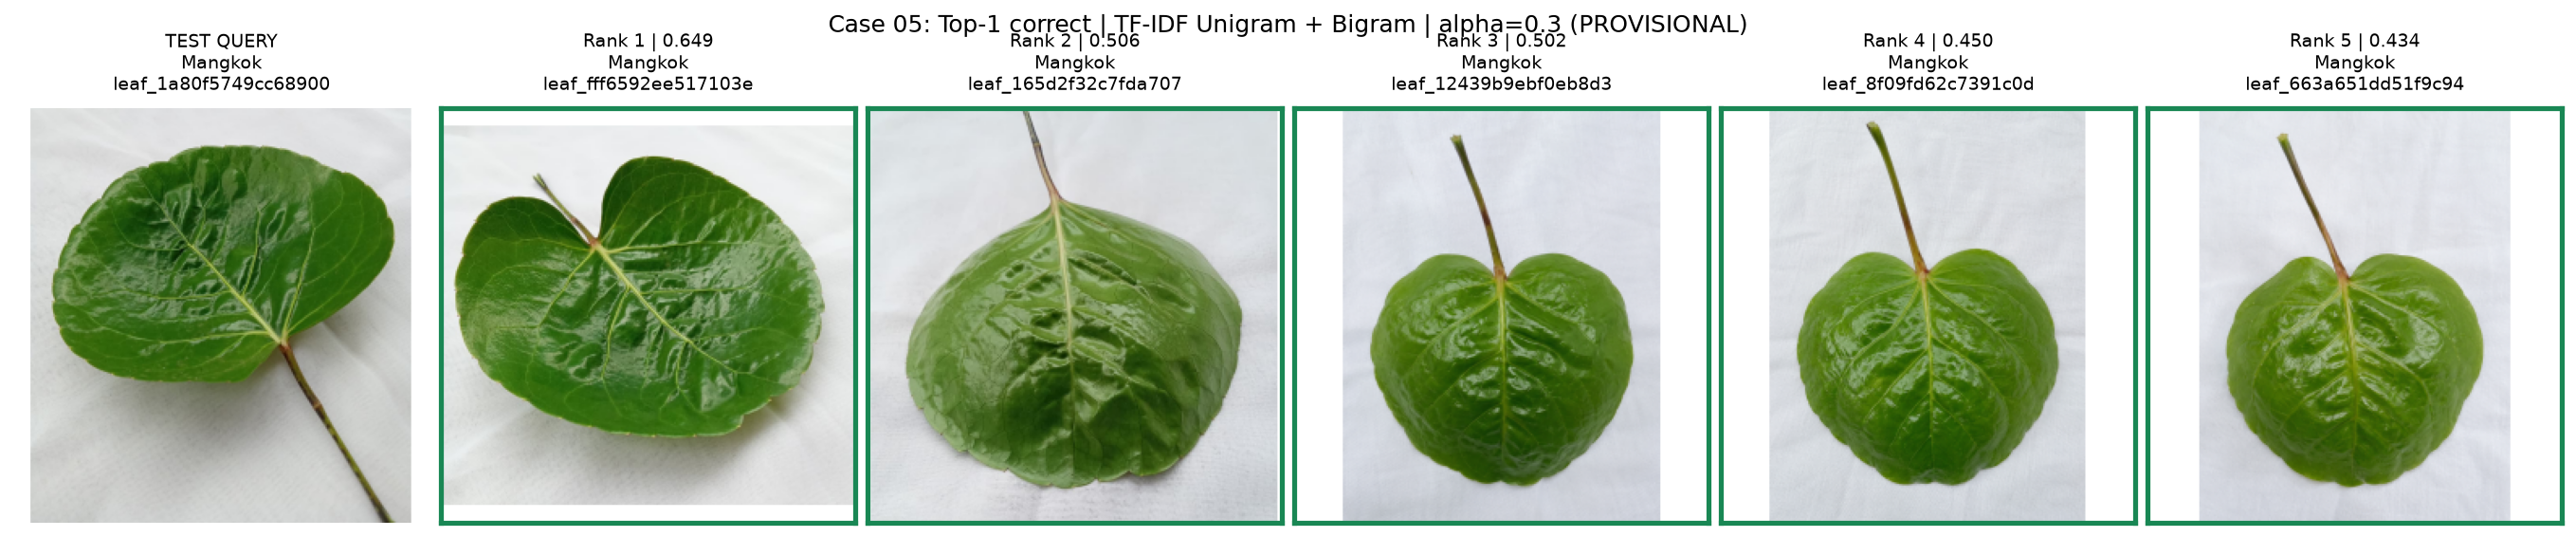 Case 05: Top-1 correct | TF-IDF Unigram + Bigram | alpha=0.3 (PROVISIONAL)
TEST QUERY
Mangkok
leaf_1a80f5749cc68900
Rank 1 | 0.649
Mangkok
leaf_fff6592ee517103e
Rank 2 | 0.506
Mangkok
leaf_165d2f32c7fda707
Rank 3 | 0.502
Mangkok
leaf_12439b9ebf0eb8d3
Rank 4 | 0.450
Mangkok
leaf_8f09fd62c7391c0d
Rank 5 | 0.434
Mangkok
leaf_663a651dd51f9c94